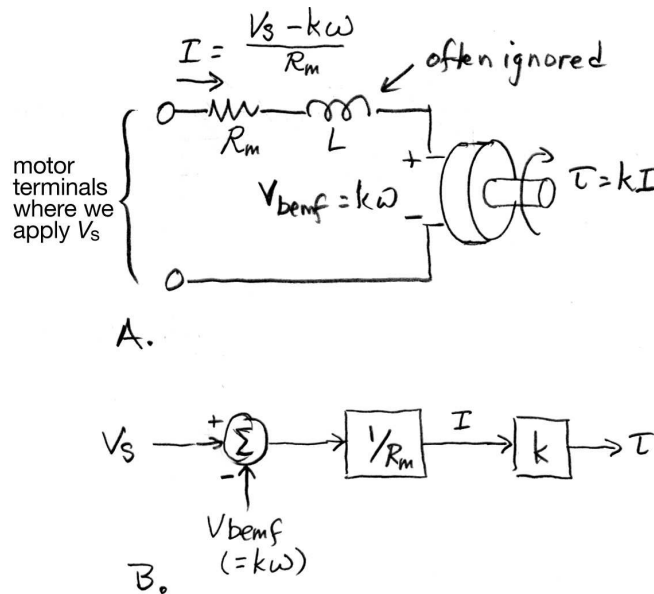 I = Vs - kω / Rm
often ignored
Rm
L
motor
terminals
where we
apply Vs
+
Vbemf = kω
-
τ = kI
A.
Vs
+
Σ
-
1/Rm
I
k
τ
Vbemf
(= kω)
B.